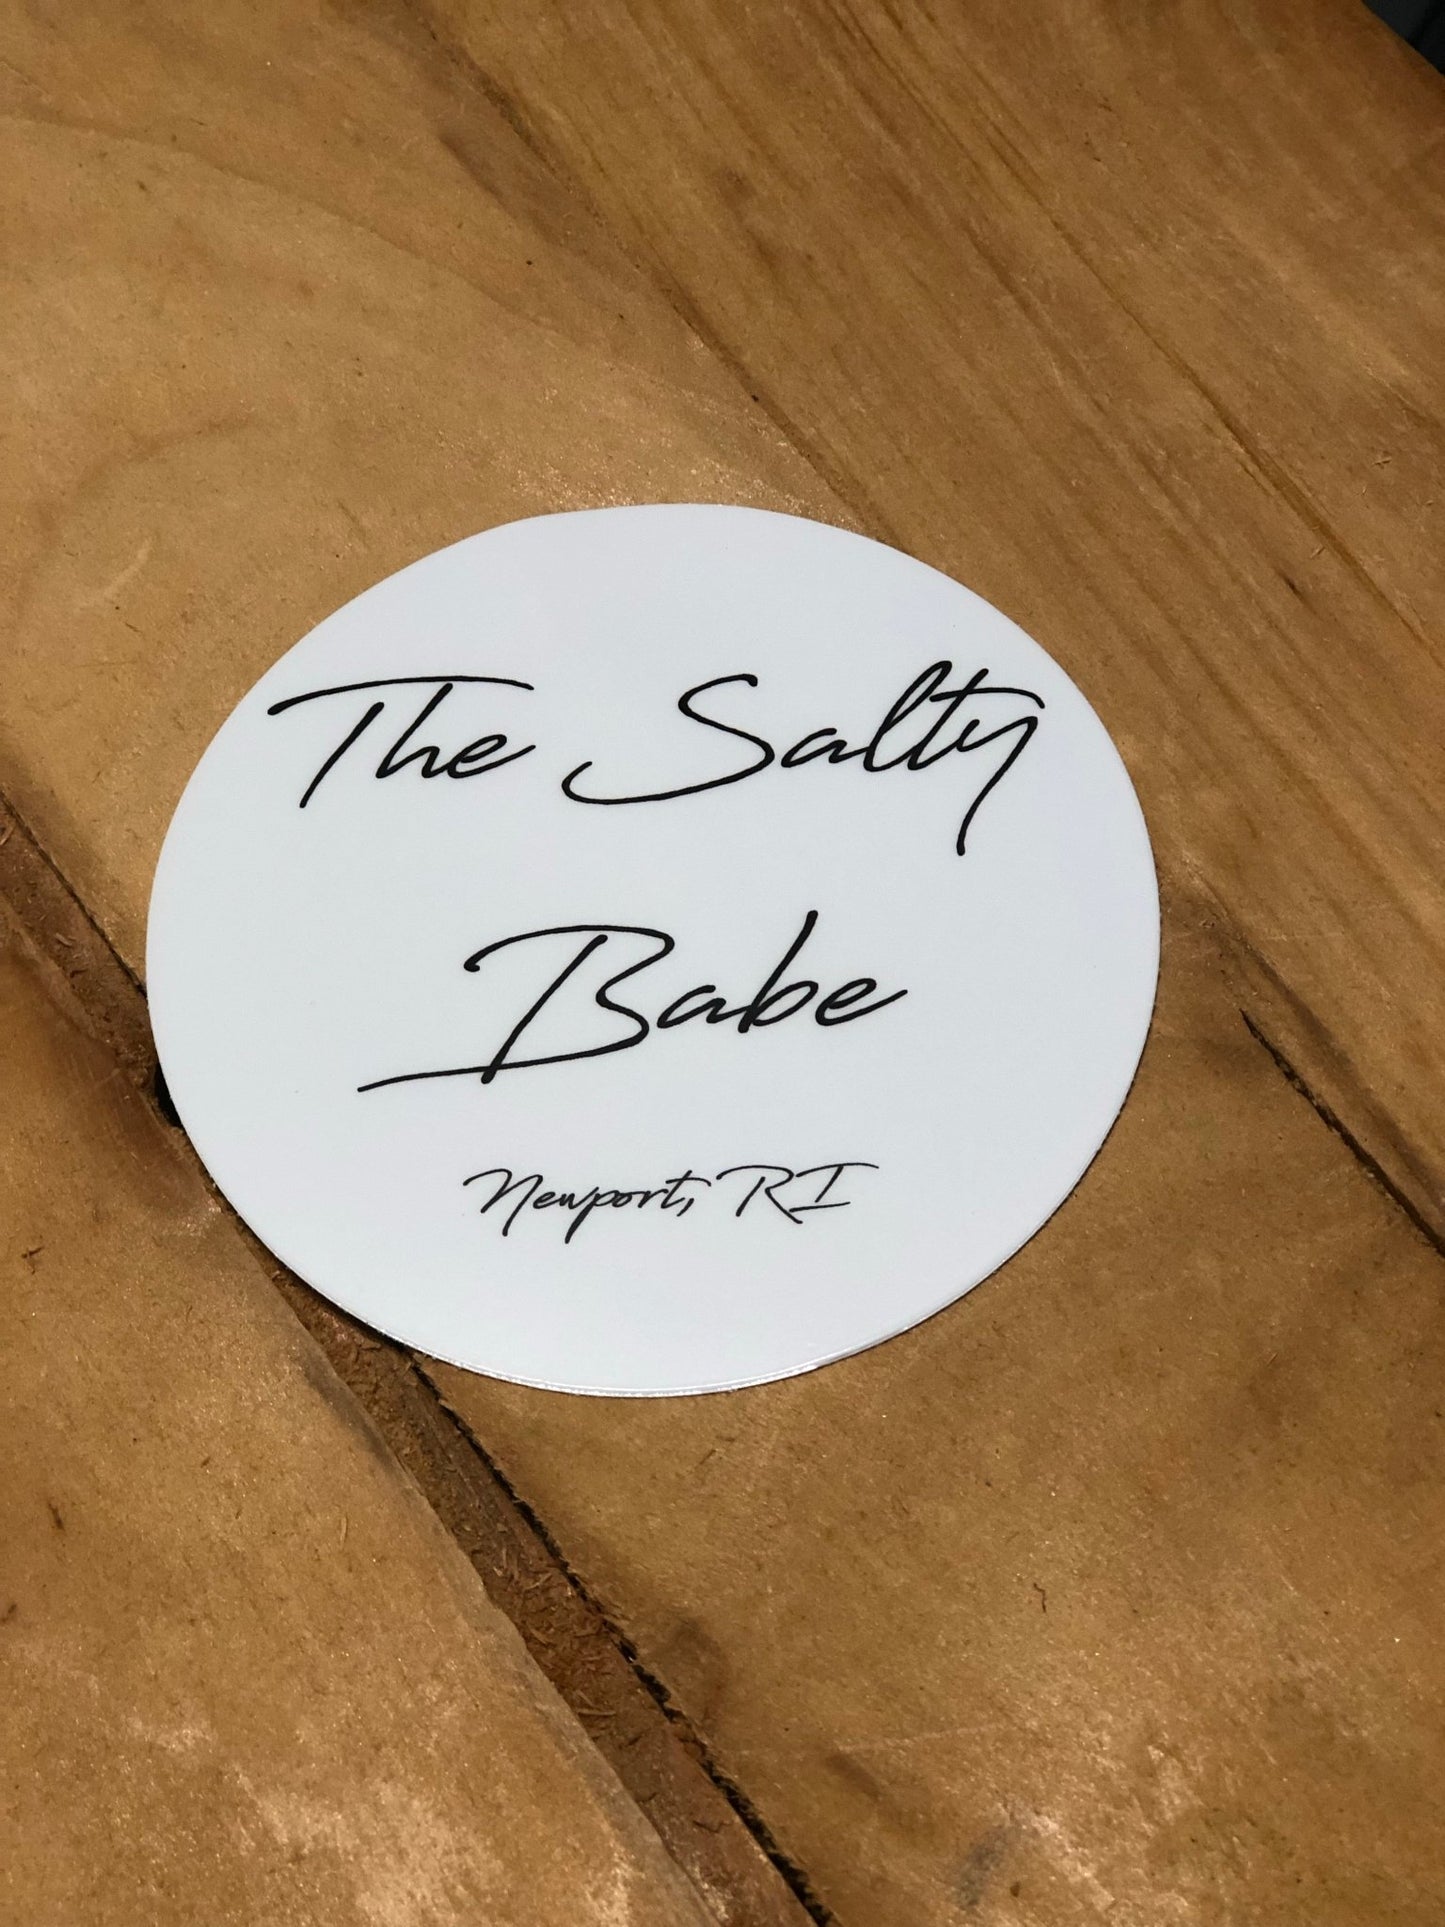 The Salty
Babe
Newport, RI